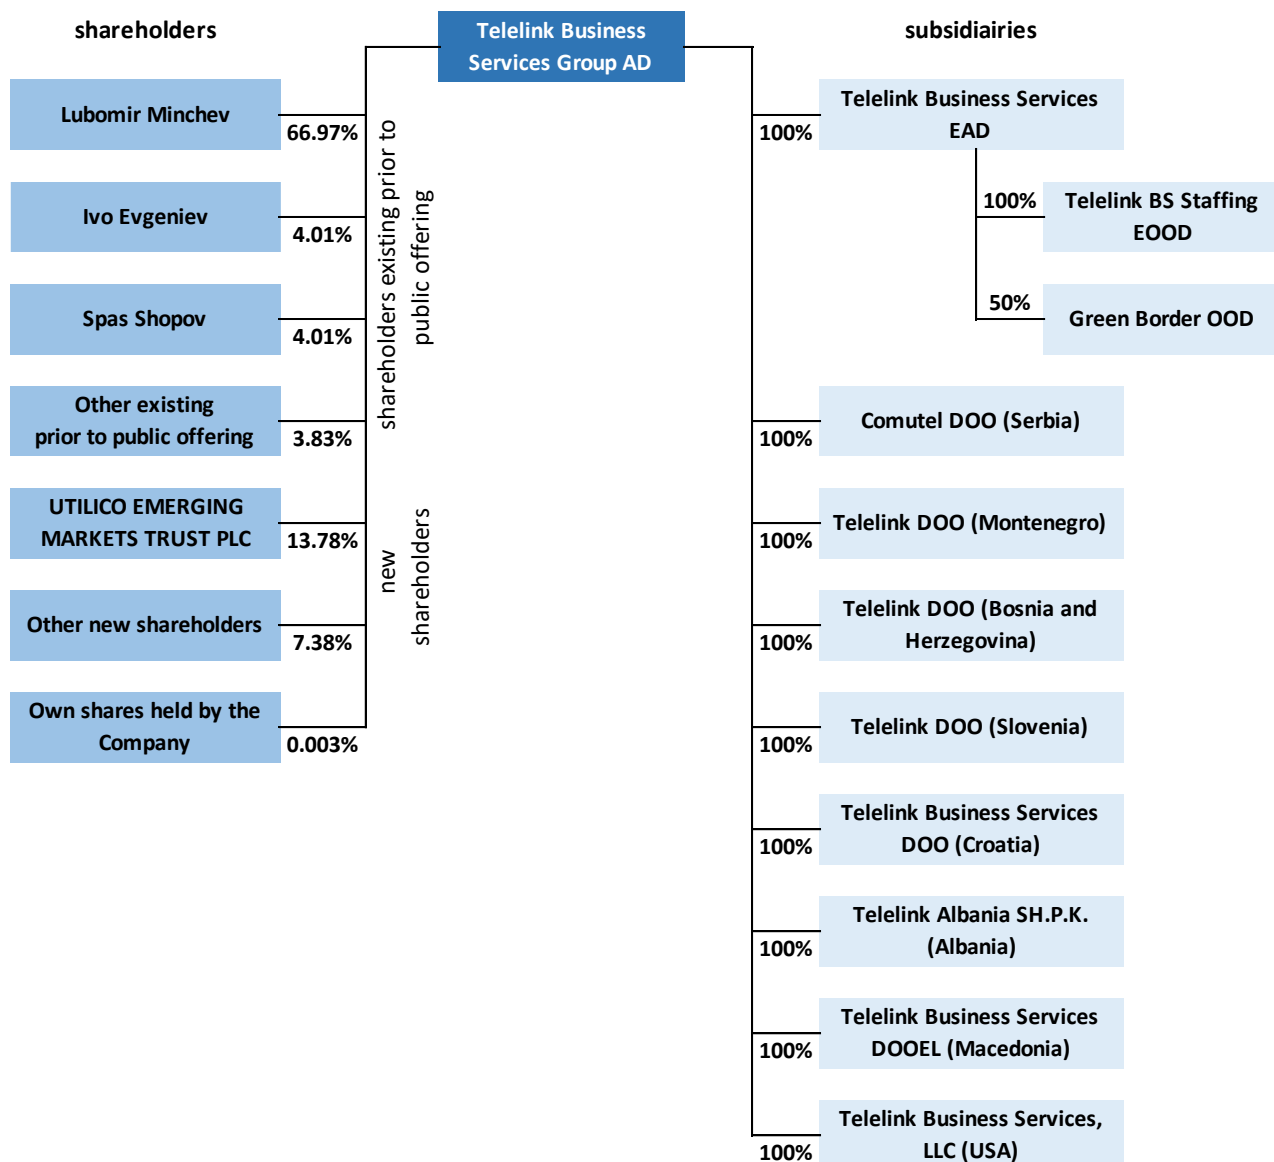 shareholders
Telelink Business
Services Group AD
subsidiairies
Lubomir Minchev
66.97%
Ivo Evgeniev
4.01%
Spas Shopov
4.01%
Other existing
prior to public offering
3.83%
UTILICO EMERGING
MARKETS TRUST PLC
13.78%
Other new shareholders
7.38%
Own shares held by the
Company
0.003%
shareholders existing prior to
public offering
new
shareholders
Telelink Business Services
EAD
100%
100%
Telelink BS Staffing
EOOD
50%
Green Border OOD
Comutel DOO (Serbia)
100%
Telelink DOO (Montenegro)
100%
Telelink DOO (Bosnia and
Herzegovina)
100%
Telelink DOO (Slovenia)
100%
Telelink Business Services
DOO (Croatia)
100%
Telelink Albania SH.P.K.
(Albania)
100%
Telelink Business Services
DOOEL (Macedonia)
100%
Telelink Business Services,
LLC (USA)
100%